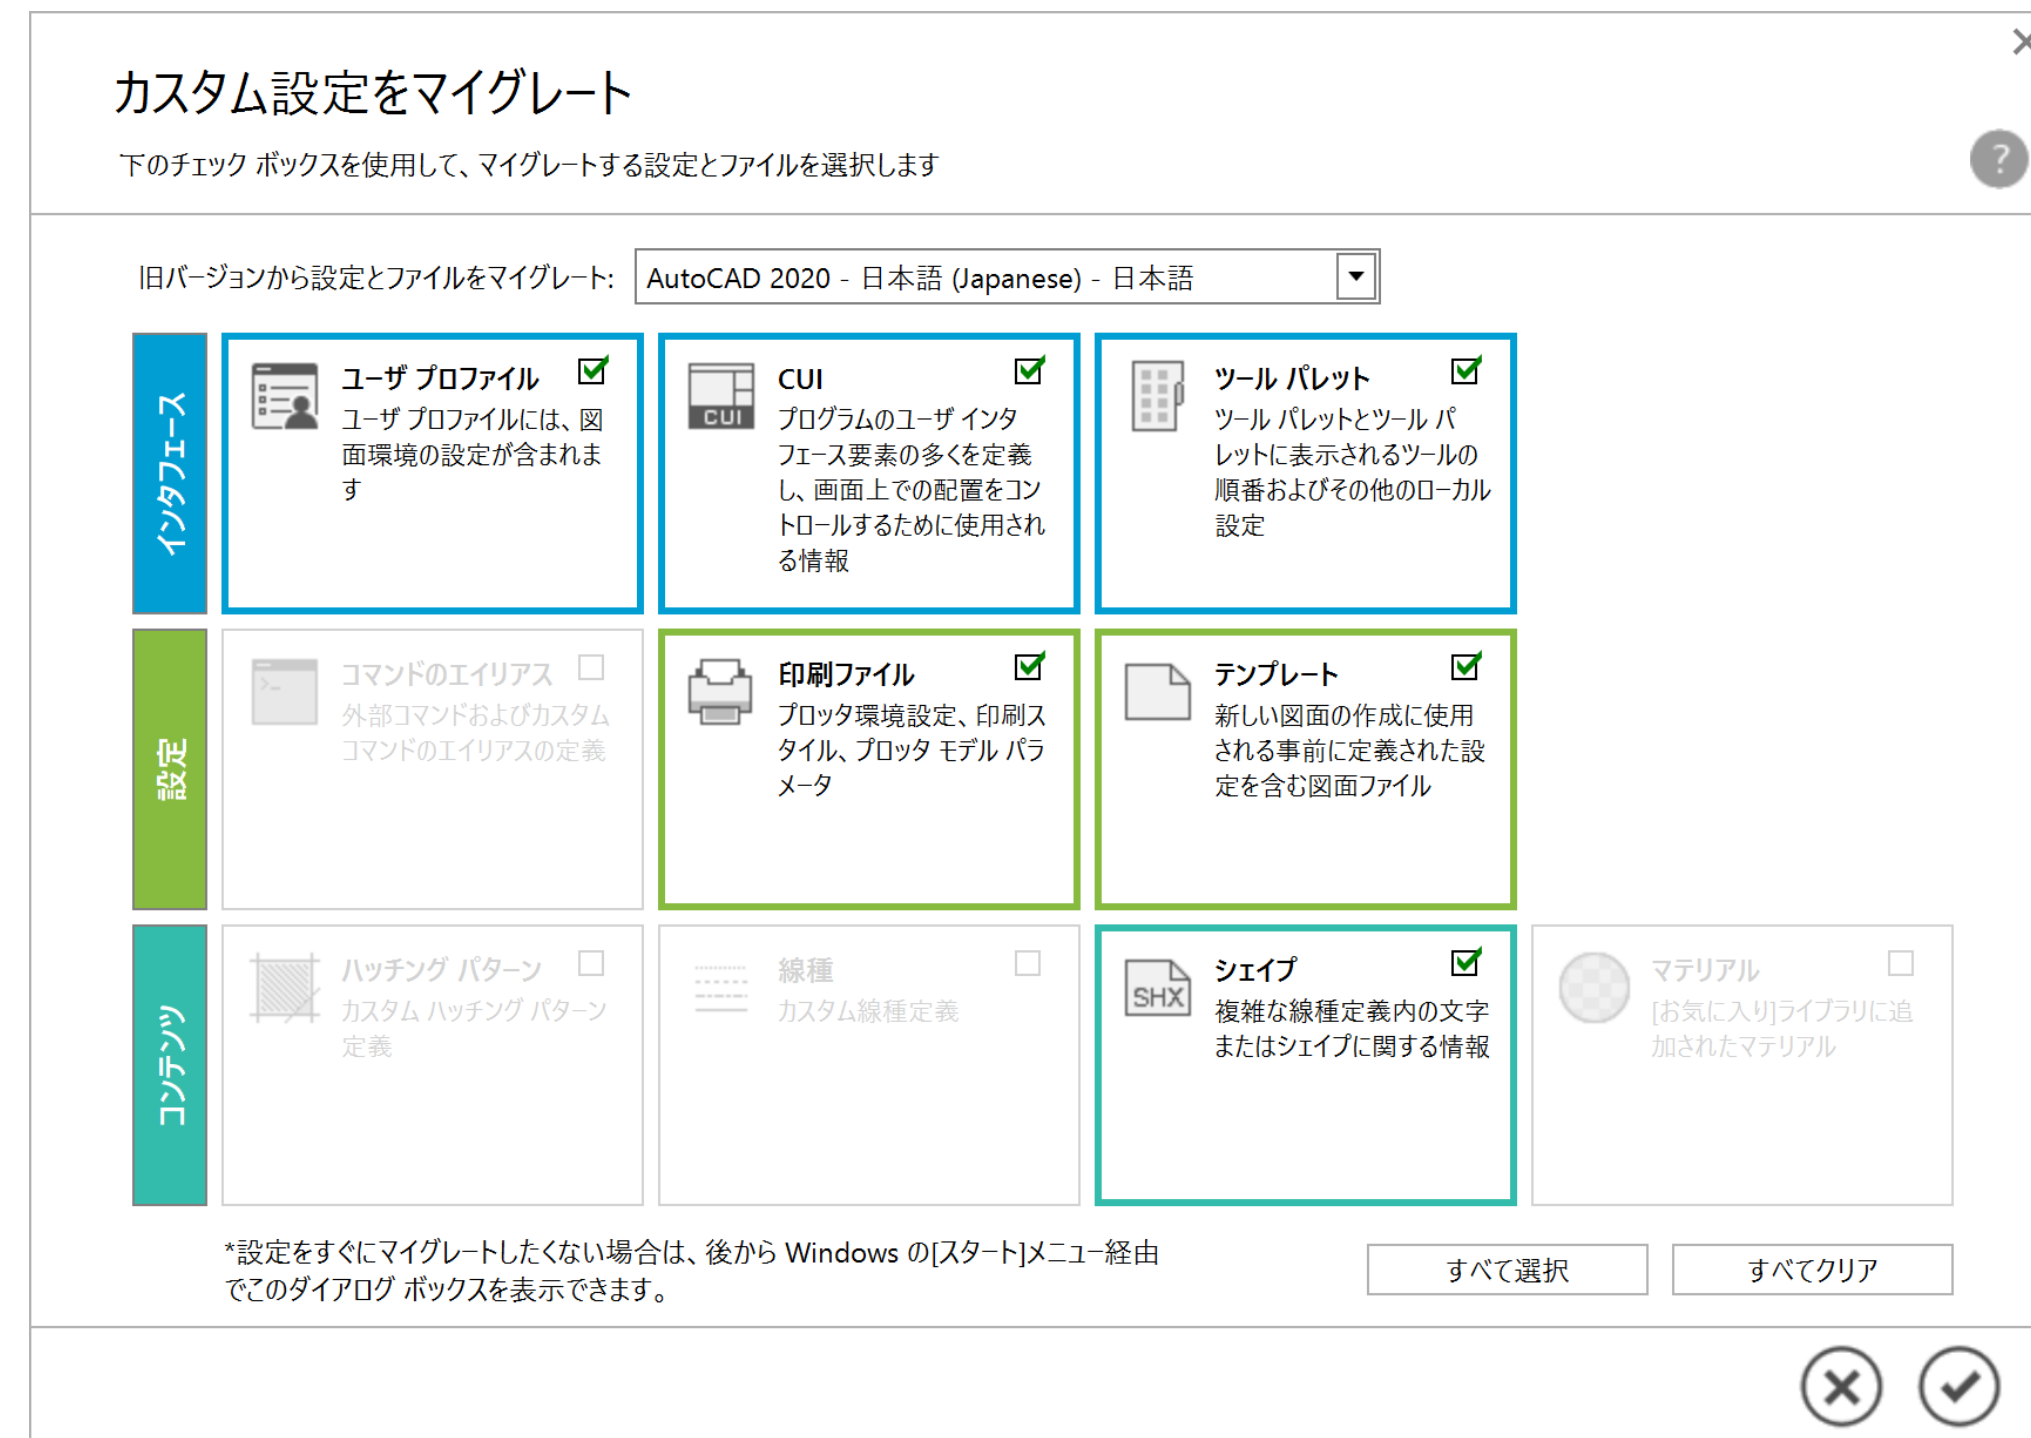 カスタム設定をマイグレート
下のチェック ボックスを使用して、マイグレートする設定とファイルを選択します
?
旧バージョンから設定とファイルをマイグレート:
AutoCAD 2020 - 日本語 (Japanese) - 日本語
インタフェース
ユーザ プロファイル
ユーザ プロファイルには、図
面環境の設定が含まれま
す
CUI
CUI
プログラムのユーザ インタ
フェース要素の多くを定義
し、画面上での配置をコン
トロールするために使用され
る情報
ツール パレット
ツール パレットとツール パ
レットに表示されるツールの
順番およびその他のローカル
設定
設定
コマンドのエイリアス
外部コマンドおよびカスタム
コマンドのエイリアスの定義
印刷ファイル
プロッタ環境設定、印刷ス
タイル、プロッタ モデル パラ
メータ
テンプレート
新しい図面の作成に使用
される事前に定義された設
定を含む図面ファイル
コンテンツ
ハッチング パターン
カスタム ハッチング パターン
定義
線種
カスタム線種定義
SHX
シェイプ
複雑な線種定義内の文字
またはシェイプに関する情報
マテリアル
[お気に入り]ライブラリに追
加されたマテリアル
*設定をすぐにマイグレートしたくない場合は、後から Windows の[スタート]メニュー経由
でこのダイアログ ボックスを表示できます。
すべて選択
すべてクリア